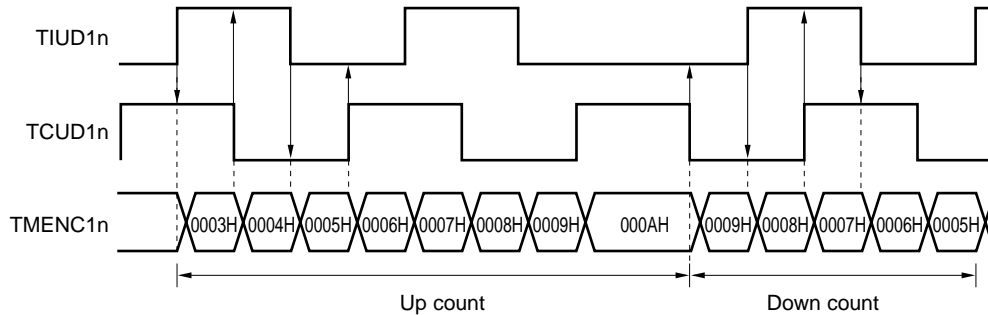 TIUD1n
TCUD1n
TMENC1n
0003H 0004H 0005H 0006H 0007H 0008H 0009H 000AH 0009H 0008H 0007H 0006H 0005H
Up count Down count